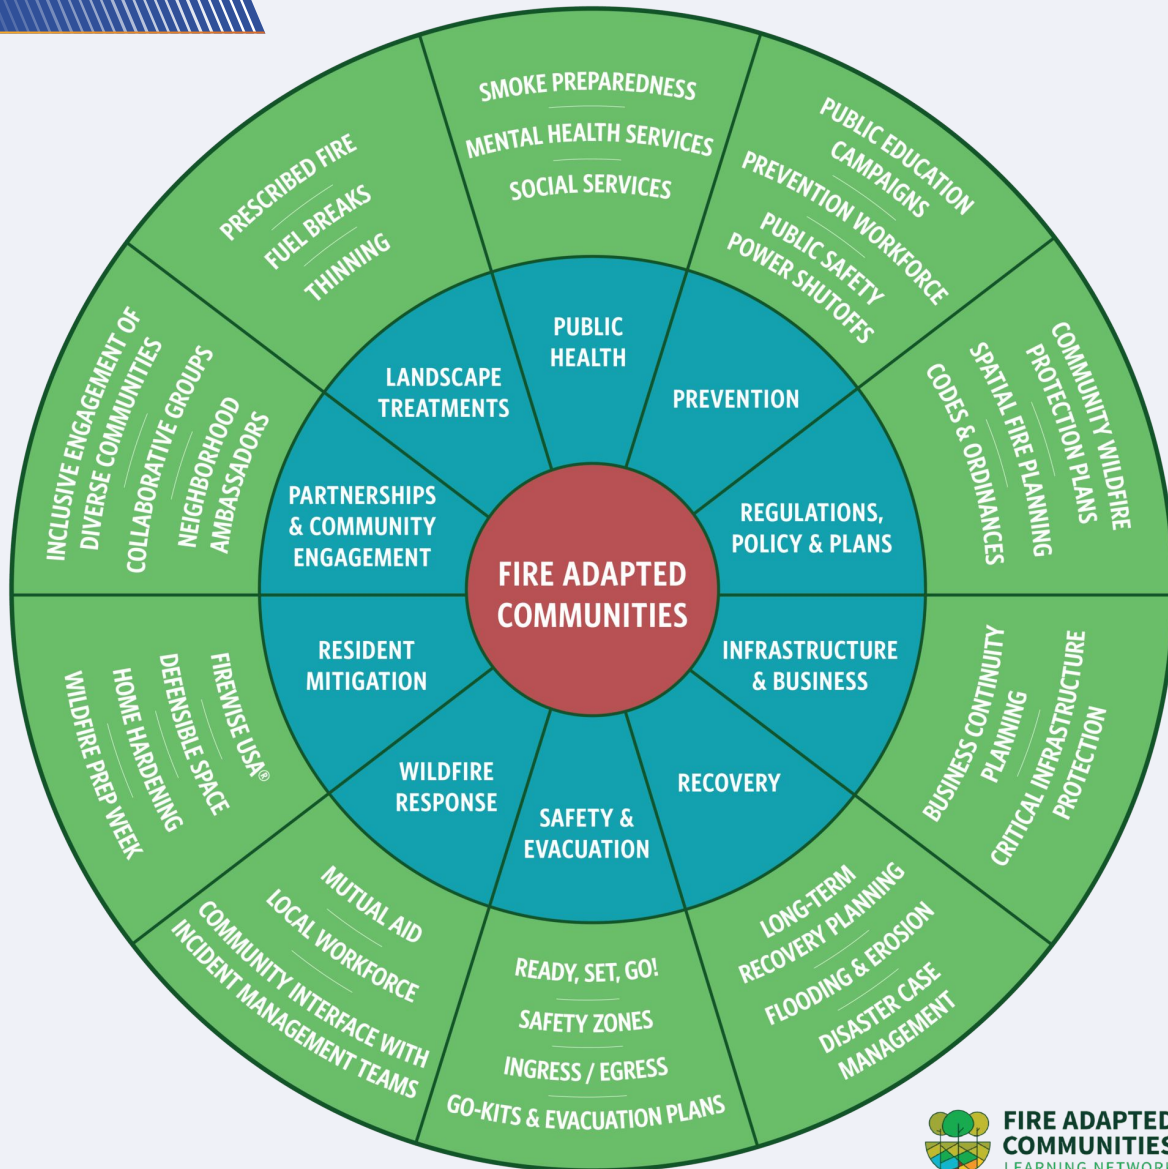 FIRE ADAPTED
COMMUNITIES
PUBLIC
HEALTH
SMOKE PREPAREDNESS
MENTAL HEALTH SERVICES
SOCIAL SERVICES
PREVENTION
PUBLIC EDUCATION
CAMPAIGNS
PREVENTION WORKFORCE
PUBLIC SAFETY
POWER SHUTOFFS
REGULATIONS,
POLICY & PLANS
COMMUNITY WILDFIRE
PROTECTION PLANS
SPATIAL FIRE PLANNING
CODES & ORDINANCES
INFRASTRUCTURE
& BUSINESS
BUSINESS CONTINUITY
PLANNING
CRITICAL INFRASTRUCTURE
PROTECTION
RECOVERY
LONG-TERM
RECOVERY PLANNING
FLOODING & EROSION
DISASTER CASE
MANAGEMENT
SAFETY &
EVACUATION
READY, SET, GO!
SAFETY ZONES
INGRESS / EGRESS
GO-KITS & EVACUATION PLANS
WILDFIRE
RESPONSE
MUTUAL AID
LOCAL WORKFORCE
COMMUNITY INTERFACE WITH
INCIDENT MANAGEMENT TEAMS
RESIDENT
MITIGATION
FIREWISE USA®
DEFENSIBLE SPACE
HOME HARDENING
WILDFIRE PREP WEEK
PARTNERSHIPS
& COMMUNITY
ENGAGEMENT
INCLUSIVE ENGAGEMENT OF
DIVERSE COMMUNITIES
COLLABORATIVE GROUPS
NEIGHBORHOOD
AMBASSADORS
LANDSCAPE
TREATMENTS
PRESCRIBED FIRE
FUEL BREAKS
THINNING
FIRE ADAPTED
COMMUNITIES
LEARNING NETWORK